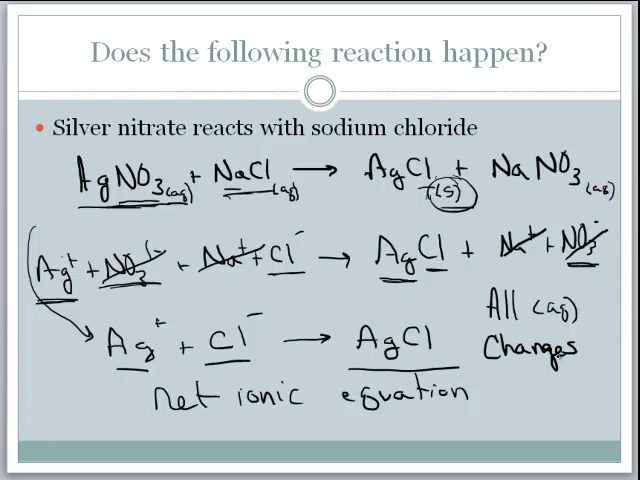 Does the following reaction happen?
• Silver nitrate reacts with sodium chloride
AgNO₃(aq) + NaCl(aq) → AgCl(s) + NaNO₃(aq)
Ag⁺ + NO₃⁻ + Na⁺ + Cl⁻ → AgCl + Na⁺ + NO₃⁻
All (aq)
Ag⁺ + Cl⁻ → AgCl
Changes
net ionic equation